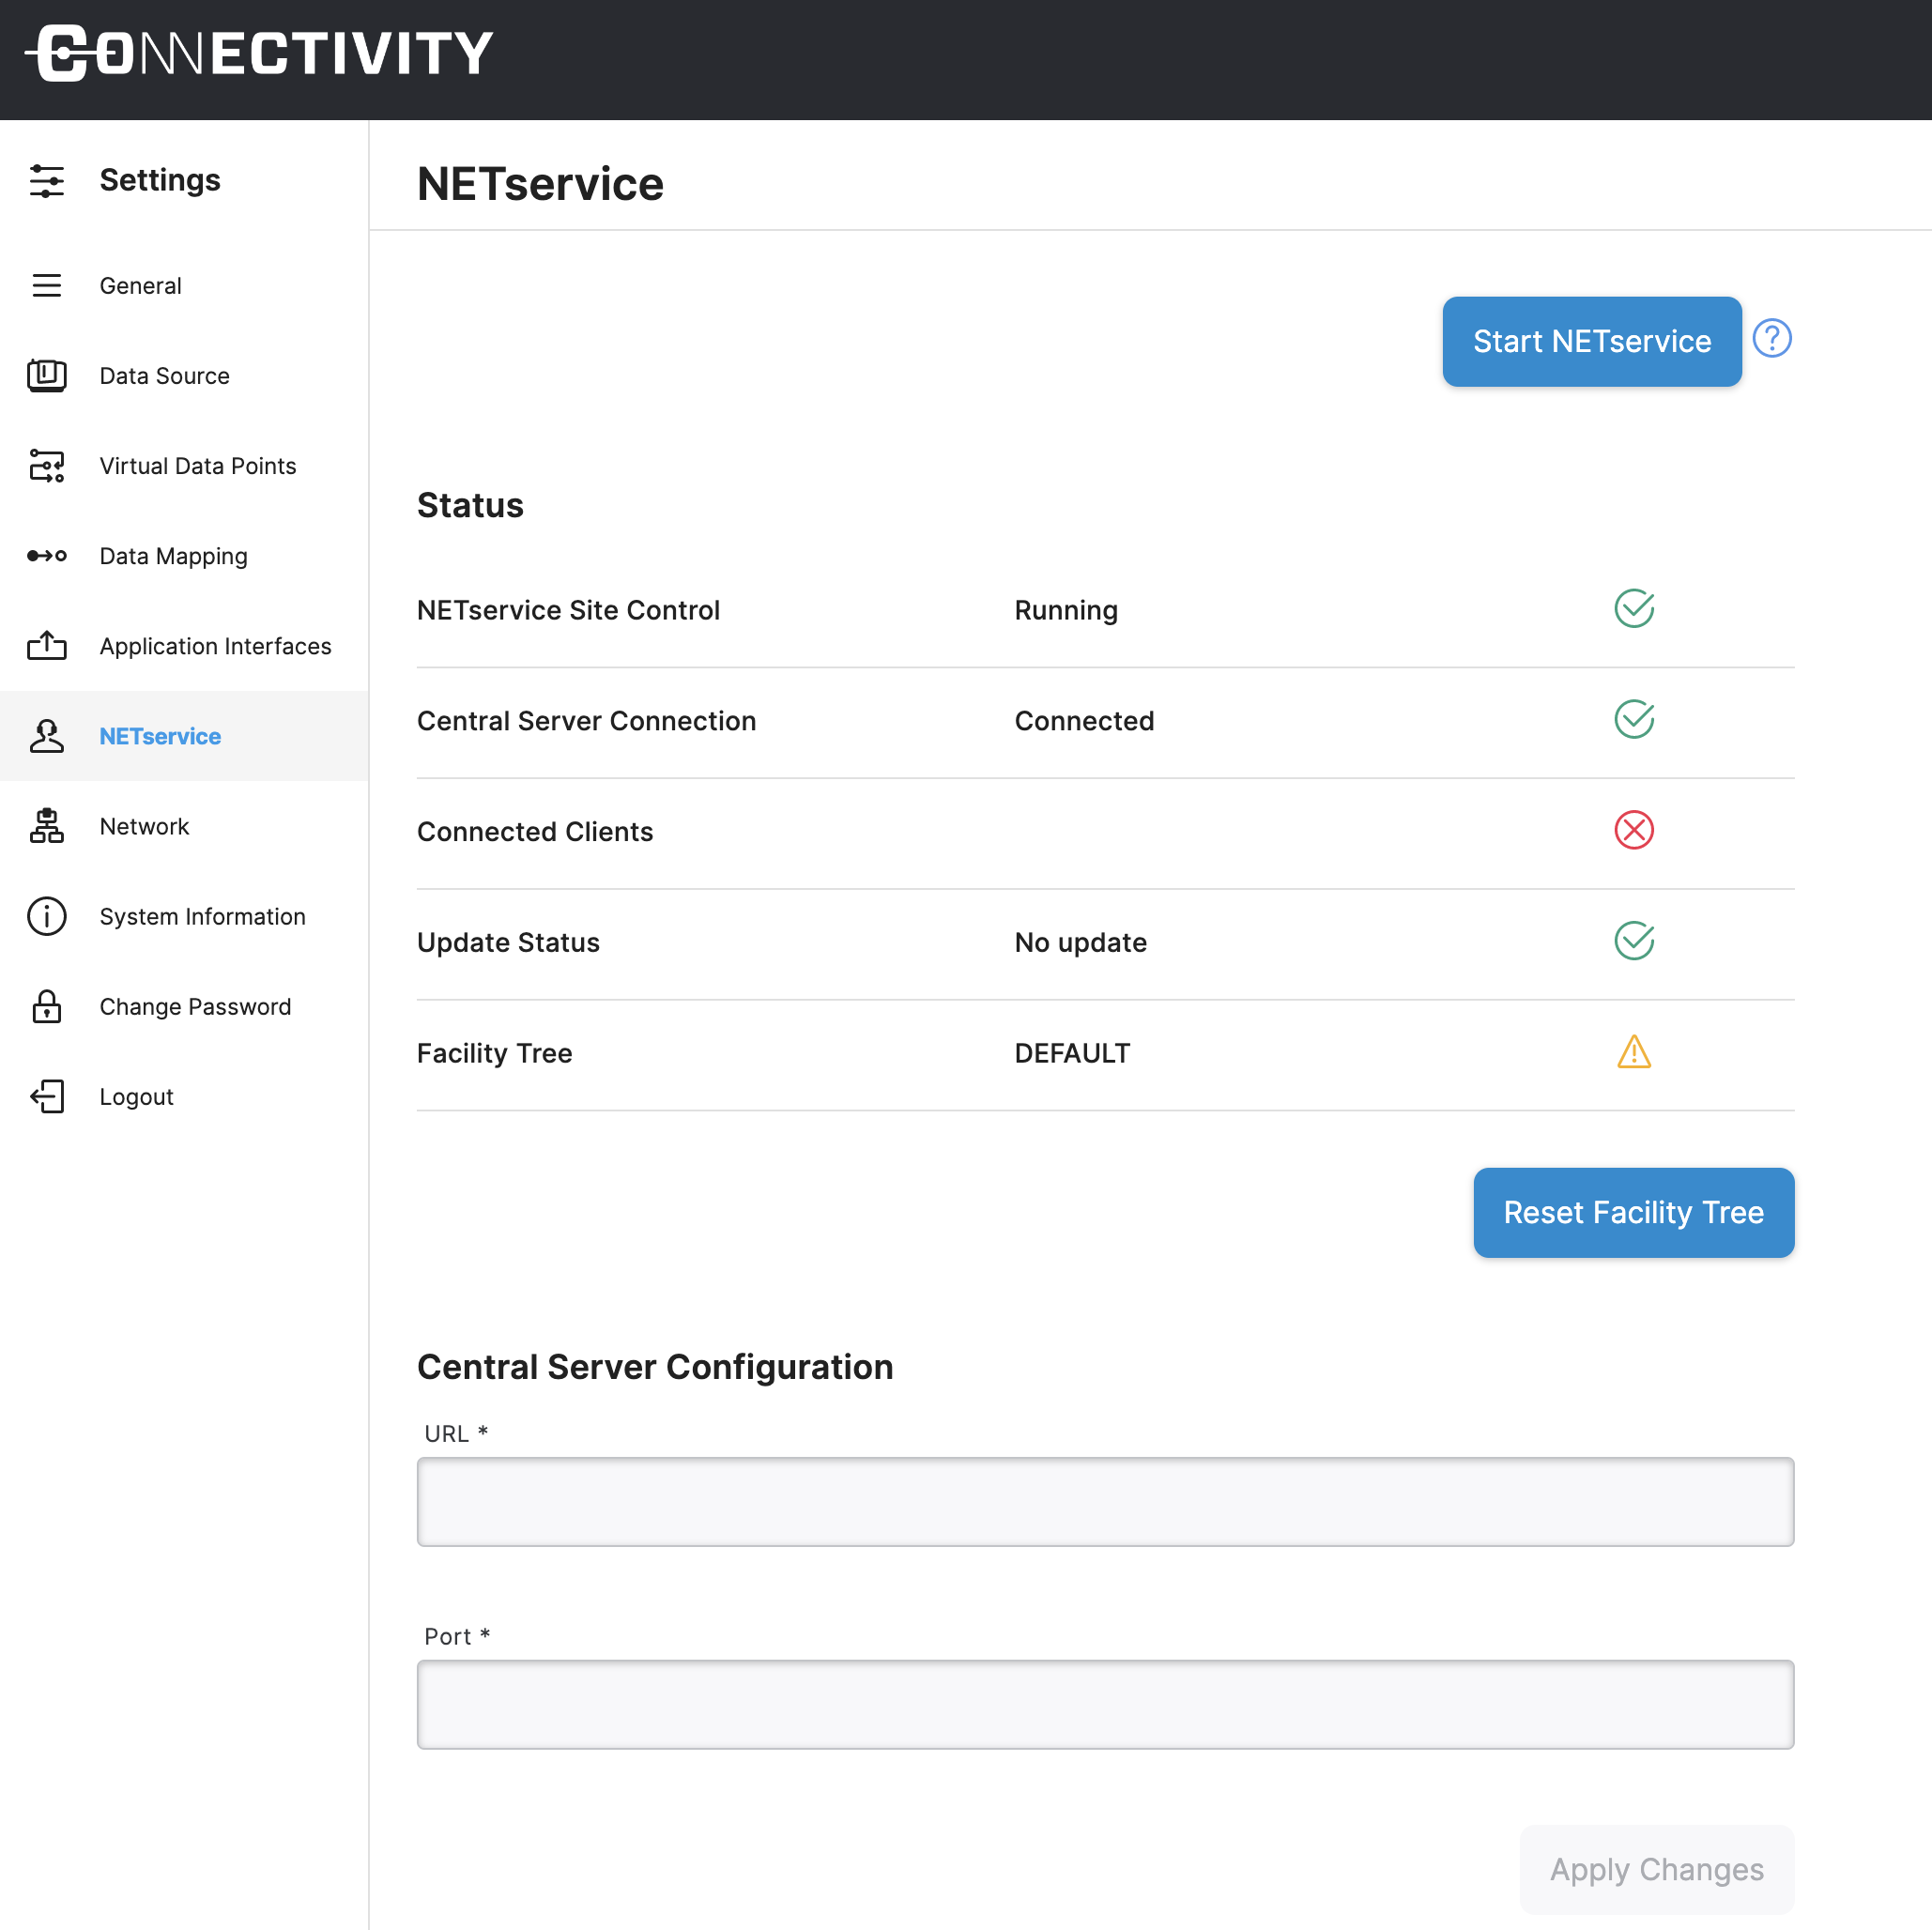 CONNECTIVITY
Settings
General
Data Source
Virtual Data Points
Data Mapping
Application Interfaces
NETservice
Network
System Information
Change Password
Logout
NETservice
Start NETservice ?
Status
NETservice Site Control Running
Central Server Connection Connected
Connected Clients
Update Status No update
Facility Tree DEFAULT
Reset Facility Tree
Central Server Configuration
URL *
Port *
Apply Changes